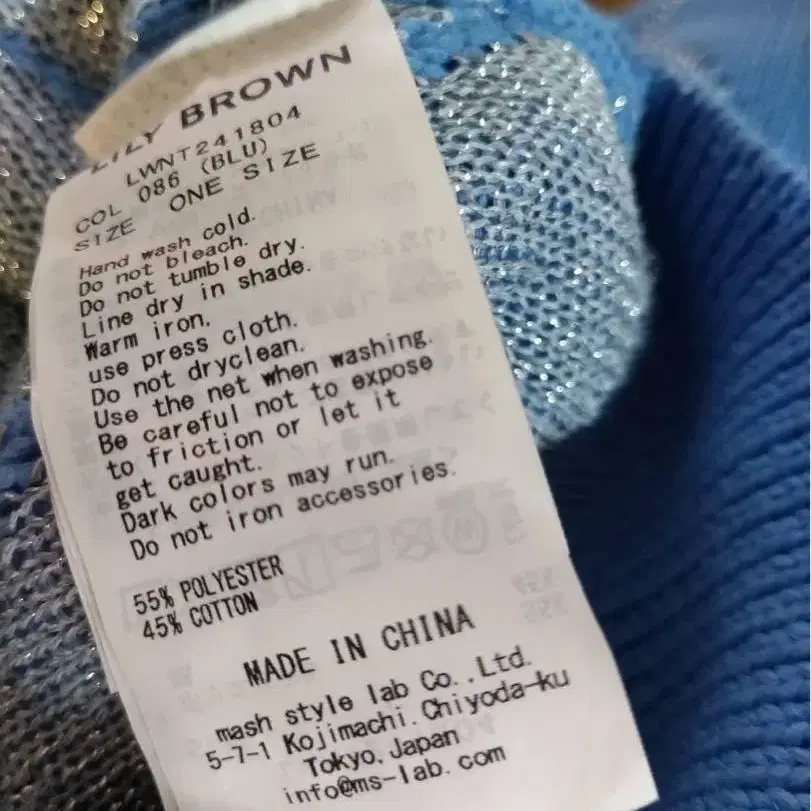 LILY BROWN
LWNT241804
COL 086 (BLU)
SIZE ONE SIZE
Hand wash cold.
Do not bleach.
Do not tumble dry.
Line dry in shade.
Warm iron.
use press cloth.
Do not dryclean.
Use the net when washing.
Be careful not to expose
to friction or let it
get caught.
Dark colors may run.
Do not iron accessories.
55% POLYESTER
45% COTTON
MADE IN CHINA
mash style lab Co.,Ltd.
5-7-1 Kojimachi.Chiyoda-ku
Tokyo.Japan
info@ms-lab.com